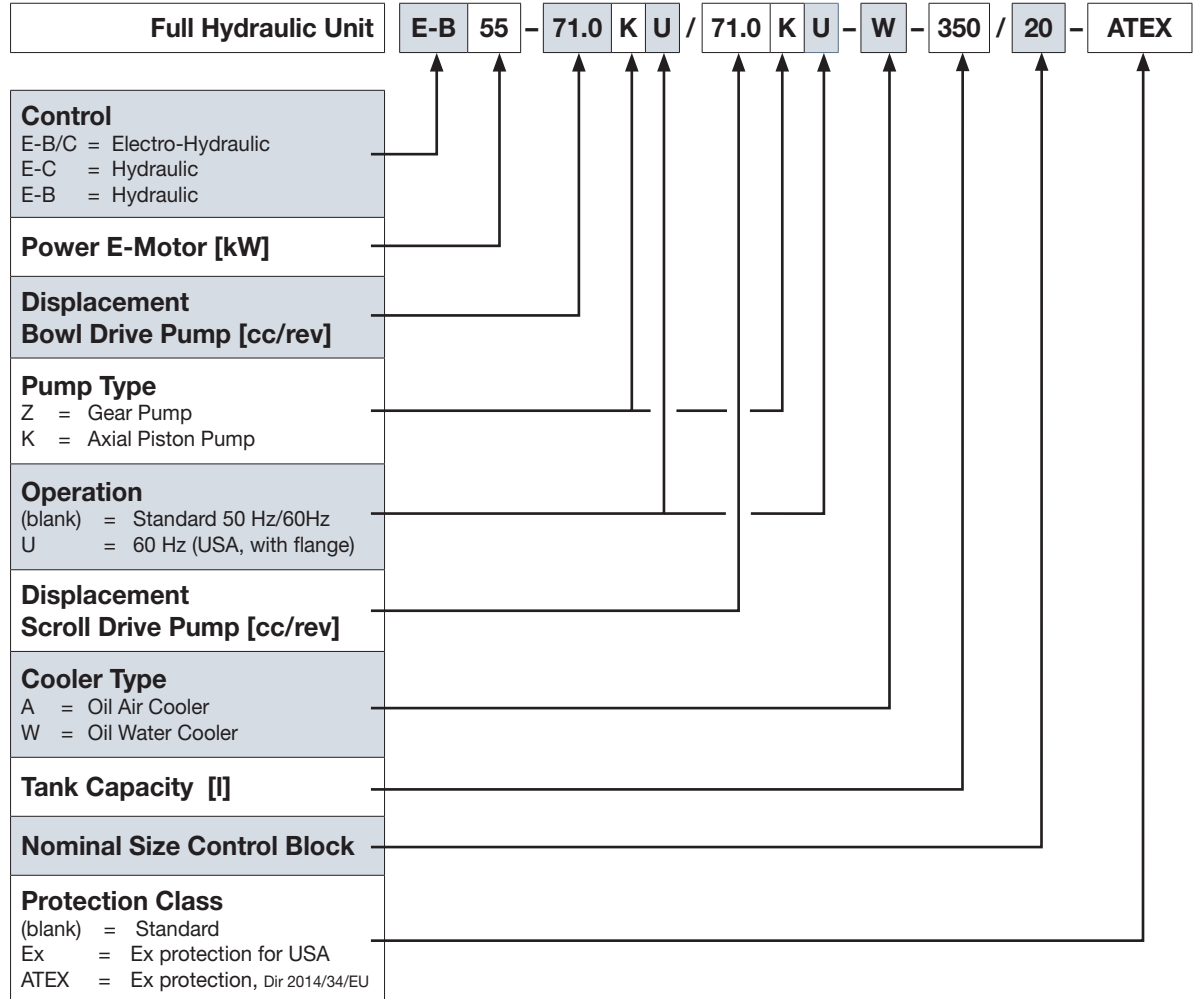 Full Hydraulic Unit E-B 55 – 71.0 K U / 71.0 K U – W – 350 / 20 – ATEX
Control
E-B/C = Electro-Hydraulic
E-C = Hydraulic
E-B = Hydraulic
Power E-Motor [kW]
Displacement
Bowl Drive Pump [cc/rev]
Pump Type
Z = Gear Pump
K = Axial Piston Pump
Operation
(blank) = Standard 50 Hz/60Hz
U = 60 Hz (USA, with flange)
Displacement
Scroll Drive Pump [cc/rev]
Cooler Type
A = Oil Air Cooler
W = Oil Water Cooler
Tank Capacity [l]
Nominal Size Control Block
Protection Class
(blank) = Standard
Ex = Ex protection for USA
ATEX = Ex protection, Dir 2014/34/EU